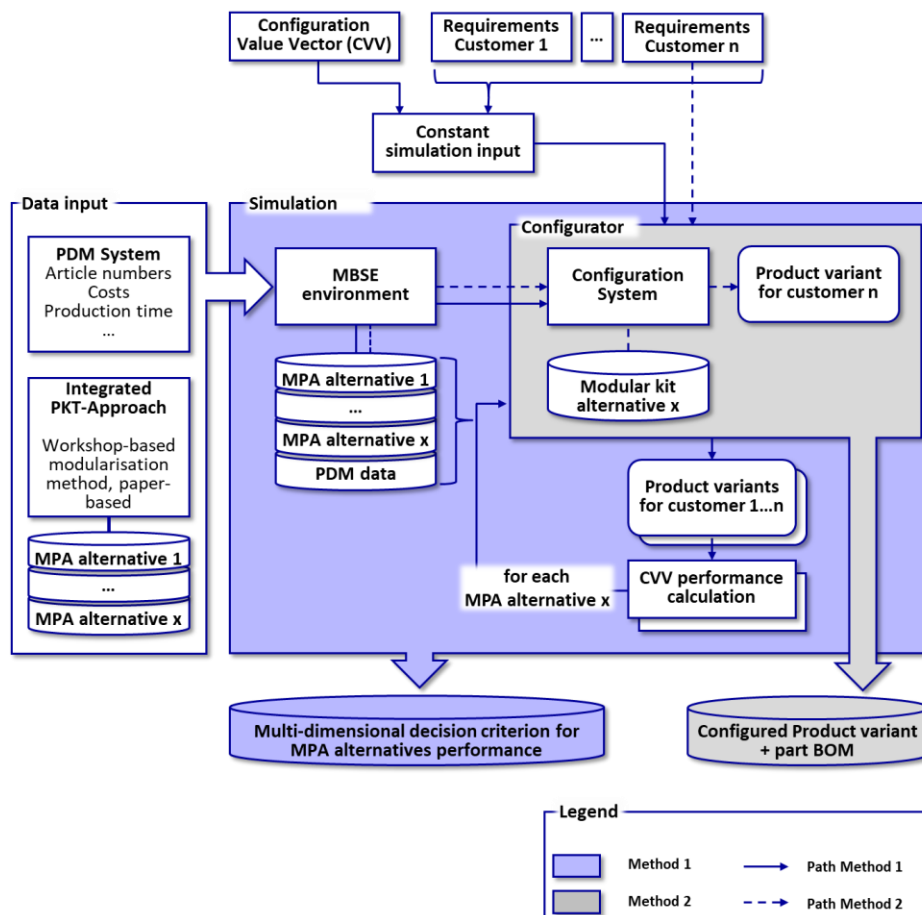 Configuration
Value Vector (CVV)
Requirements
Customer 1
...
Requirements
Customer n
Constant
simulation input
Data input
PDM System
Article numbers
Costs
Production time
...
Integrated
PKT-Approach
Workshop-based
modularisation
method, paper-
based
MPA alternative 1
...
MPA alternative x
Simulation
MBSE
environment
MPA alternative 1
...
MPA alternative x
PDM data
Configurator
Configuration
System
Product variant
for customer n
Modular kit
alternative x
Product variants
for customer 1...n
for each
MPA alternative x
CVV performance
calculation
Multi-dimensional decision criterion for
MPA alternatives performance
Configured Product variant
+ part BOM
Legend
Method 1
Path Method 1
Method 2
Path Method 2